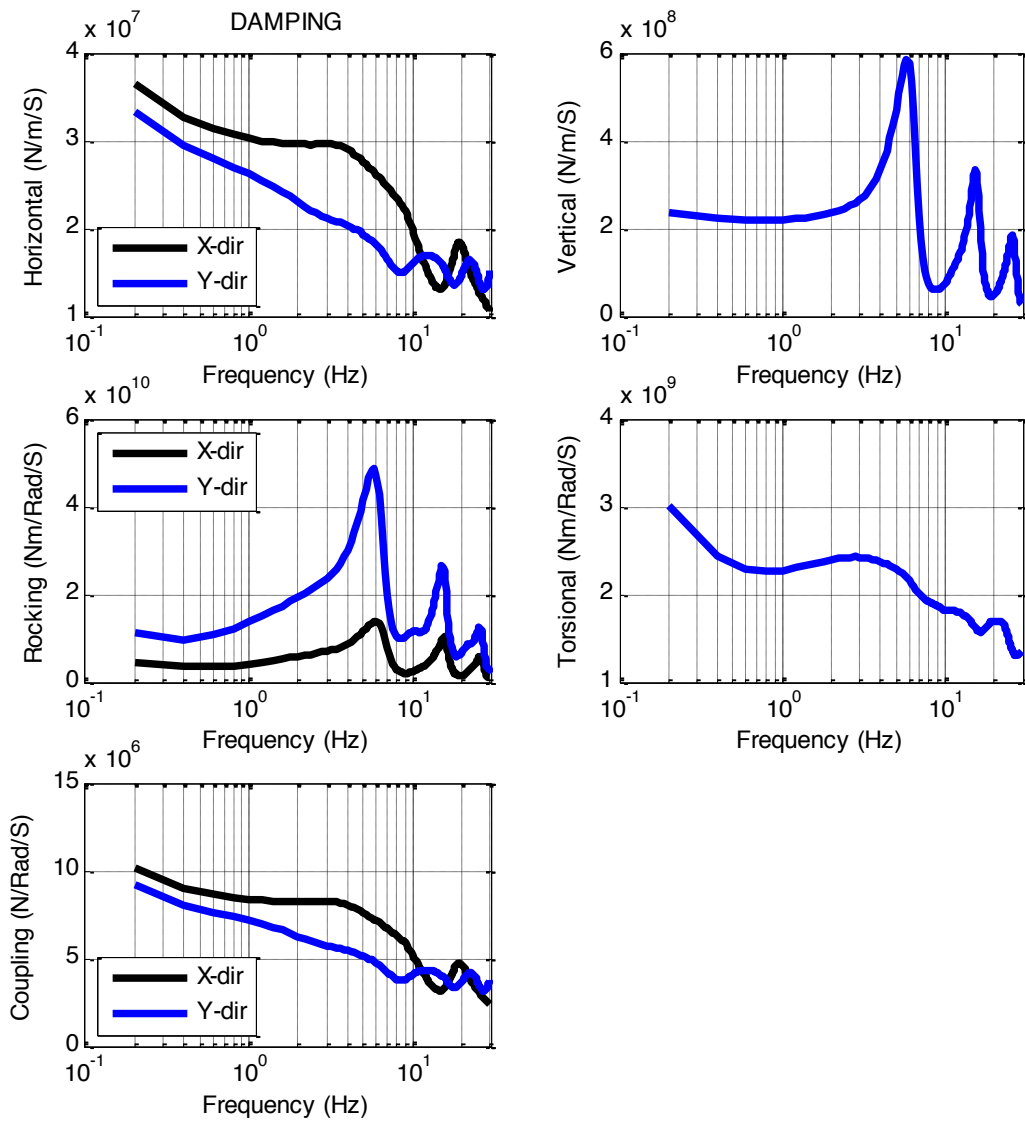 DAMPING
x 10^7
4
3
2
1
Horizontal (N/m/S)
X-dir
Y-dir
10^-1
10^0
10^1
Frequency (Hz)
x 10^8
6
4
2
0
Vertical (N/m/S)
10^-1
10^0
10^1
Frequency (Hz)
x 10^10
6
4
2
0
Rocking (Nm/Rad/S)
X-dir
Y-dir
10^-1
10^0
10^1
Frequency (Hz)
x 10^9
4
3
2
1
Torsional (Nm/Rad/S)
10^-1
10^0
10^1
Frequency (Hz)
x 10^6
15
10
5
0
Coupling (N/Rad/S)
X-dir
Y-dir
10^-1
10^0
10^1
Frequency (Hz)